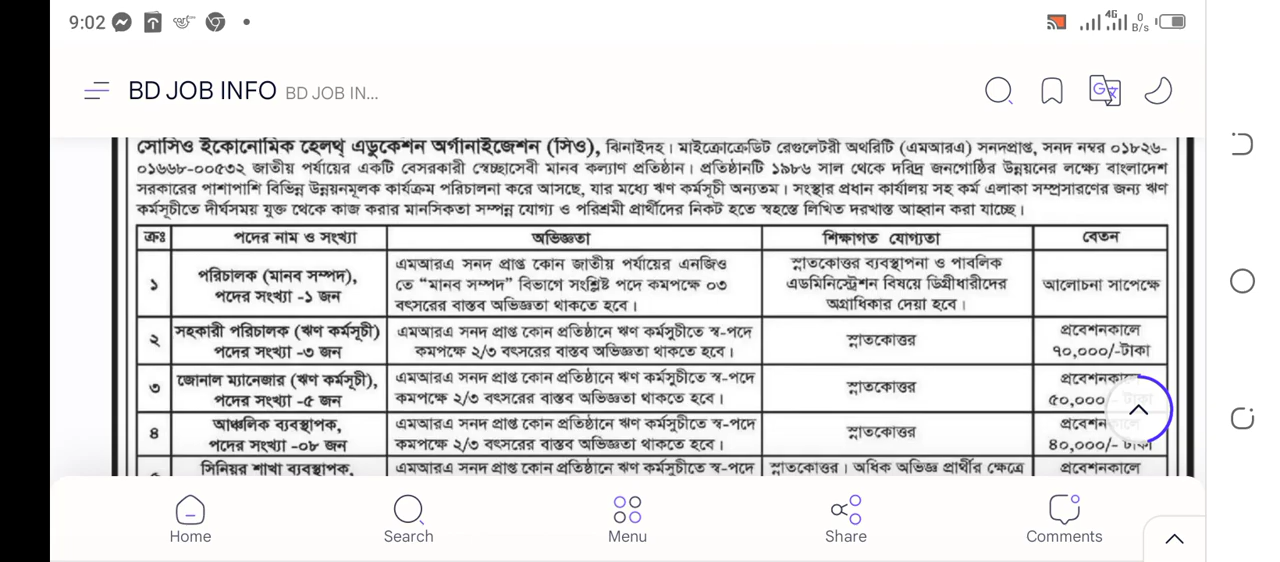 9:02
4G
0
B/s
BD JOB INFO BD JOB IN...
সোসিও ইকোনোমিক হেলথ্ এডুকেশন অর্গানাইজেশন (সিও), ঝিনাইদহ। মাইক্রোক্রেডিট রেগুলেটরী অথরিটি (এমআরএ) সনদপ্রাপ্ত, সনদ নম্বর ০১৮২৬-
০১৬৬৮-০০৫৩২ জাতীয় পর্যায়ের একটি বেসরকারী স্বেচ্ছাসেবী মানব কল্যাণ প্রতিষ্ঠান। প্রতিষ্ঠানটি ১৯৮৬ সাল থেকে দরিদ্র জনগোষ্ঠির উন্নয়নের লক্ষ্যে বাংলাদেশ
সরকারের পাশাপাশি বিভিন্ন উন্নয়নমূলক কার্যক্রম পরিচালনা করে আসছে, যার মধ্যে ঋণ কর্মসূচী অন্যতম। সংস্থার প্রধান কার্যালয় সহ কর্ম এলাকা সম্প্রসারণের জন্য ঋণ
কর্মসূচীতে দীর্ঘসময় যুক্ত থেকে কাজ করার মানসিকতা সম্পন্ন যোগ্য ও পরিশ্রমী প্রার্থীদের নিকট হতে স্বহস্তে লিখিত দরখাস্ত আহ্বান করা যাচ্ছে।
ক্রঃ পদের নাম ও সংখ্যা অভিজ্ঞতা শিক্ষাগত যোগ্যতা বেতন
১
পরিচালক (মানব সম্পদ),
পদের সংখ্যা -১ জন
এমআরএ সনদ প্রাপ্ত কোন জাতীয় পর্যায়ের এনজিও
তে “মানব সম্পদ” বিভাগে সংশ্লিষ্ট পদে কমপক্ষে ০৩
বৎসরের বাস্তব অভিজ্ঞতা থাকতে হবে।
স্নাতকোত্তর ব্যবস্থাপনা ও পাবলিক
এডমিনিস্ট্রেশন বিষয়ে ডিগ্রীধারীদের
অগ্রাধিকার দেয়া হবে।
আলোচনা সাপেক্ষে
২
সহকারী পরিচালক (ঋণ কর্মসূচী)
পদের সংখ্যা -৩ জন
এমআরএ সনদ প্রাপ্ত কোন প্রতিষ্ঠানে ঋণ কর্মসূচীতে স্ব-পদে
কমপক্ষে ২/৩ বৎসরের বাস্তব অভিজ্ঞতা থাকতে হবে।
স্নাতকোত্তর
প্রবেশনকালে
৭০,০০০/-টাকা
৩
জোনাল ম্যানেজার (ঋণ কর্মসূচী),
পদের সংখ্যা -৫ জন
এমআরএ সনদ প্রাপ্ত কোন প্রতিষ্ঠানে ঋণ কর্মসুচীতে স্ব-পদে
কমপক্ষে ২/৩ বৎসরের বাস্তব অভিজ্ঞতা থাকতে হবে।
স্নাতকোত্তর
প্রবেশনকালে
৫০,০০০/- টাকা
৪
আঞ্চলিক ব্যবস্থাপক,
পদের সংখ্যা -০৮ জন
এমআরএ সনদ প্রাপ্ত কোন প্রতিষ্ঠানে ঋণ কর্মসুচীতে স্ব-পদে
কমপক্ষে ২/৩ বৎসরের বাস্তব অভিজ্ঞতা থাকতে হবে।
স্নাতকোত্তর
প্রবেশনকালে
৪০,০০০/- টাকা
সিনিয়র শাখা ব্যবস্থাপক,
এমআরএ সনদ প্রাপ্ত কোন প্রতিষ্ঠানে ঋণ কর্মসূচীতে স্ব-পদে
স্নাতকোত্তর। অধিক অভিজ্ঞ প্রার্থীর ক্ষেত্রে
প্রবেশনকালে
Home Search Menu Share Comments